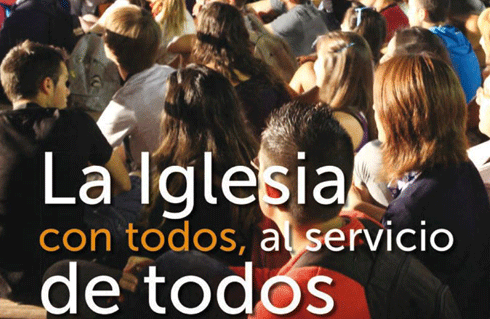 La Iglesia
con todos, al servicio
de todos